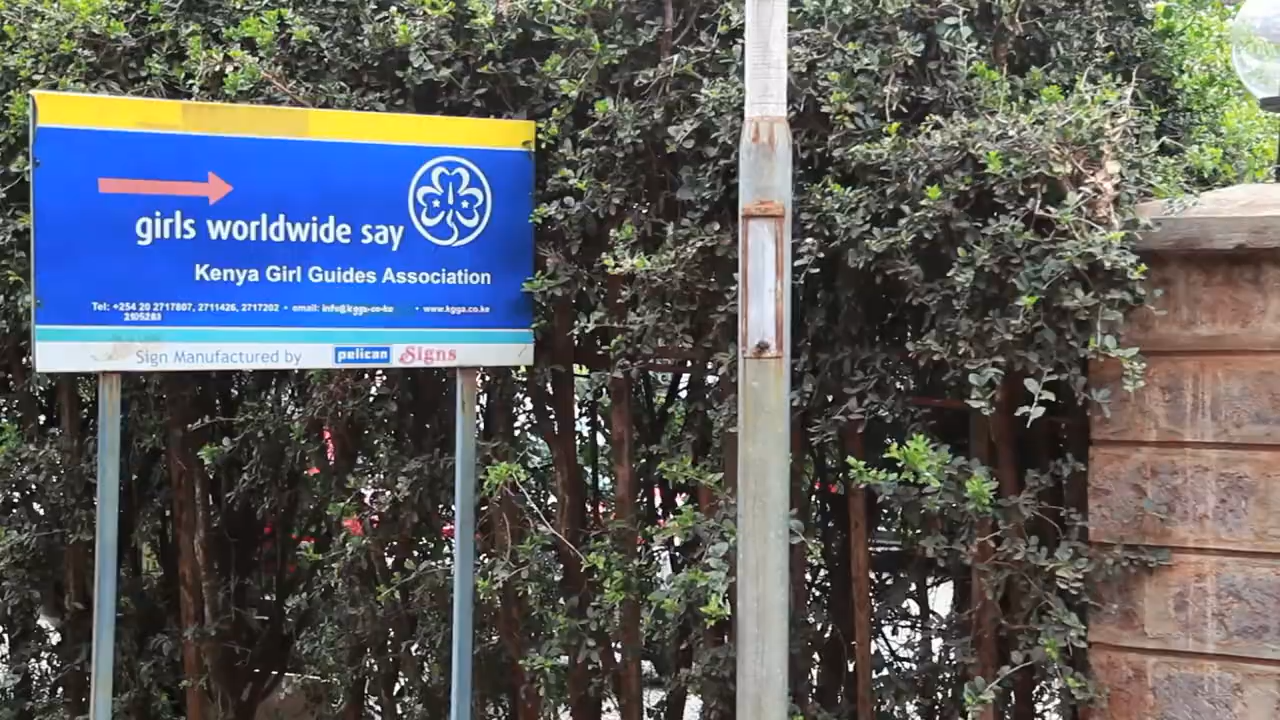 girls worldwide say
Kenya Girl Guides Association
Tel: +254 20 2717807, 2711426, 2717202 • email: info@kgga-co-ke • www.kgga.co.ke
2105283
Sign Manufactured by pelican Signs